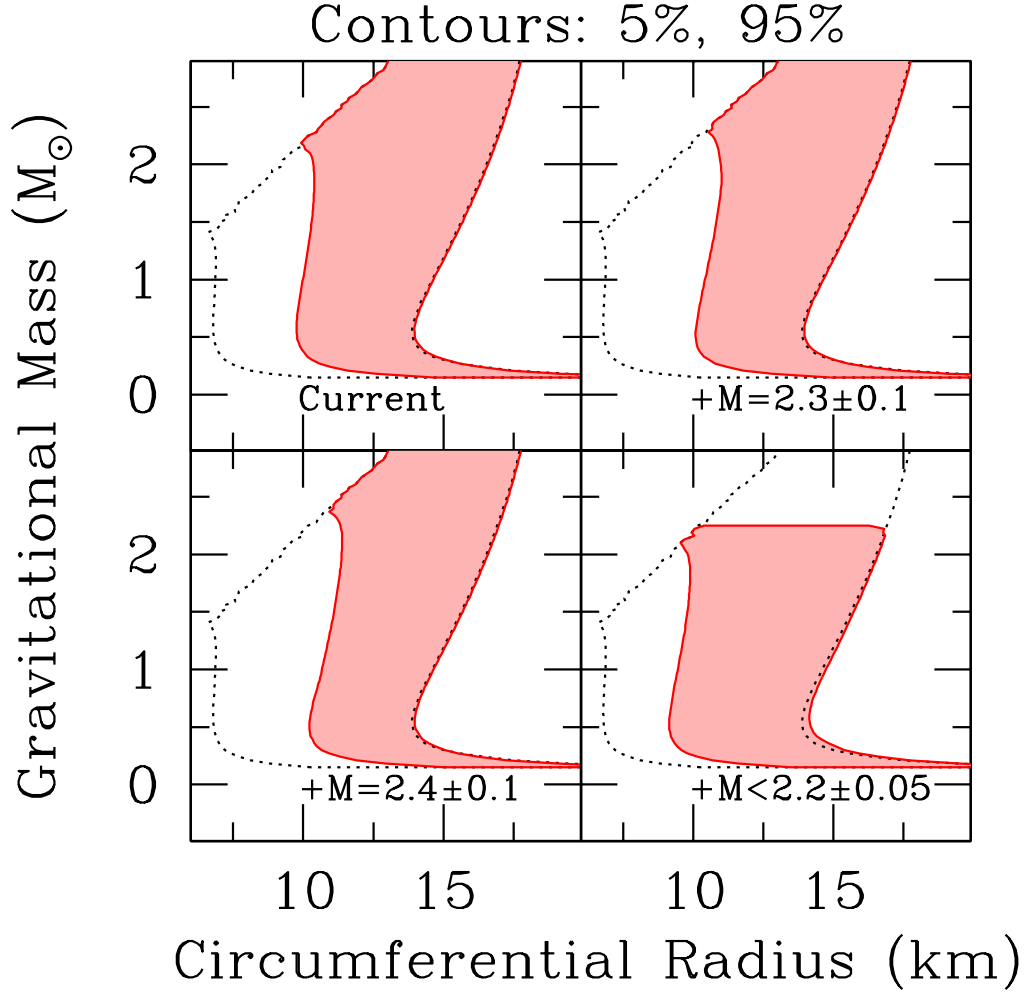 Contours: 5%, 95%
Gravitational Mass (M☉)
2
1
0
Current
+M=2.3±0.1
2
1
0
+M=2.4±0.1
+M<2.2±0.05
10 15 10 15
Circumferential Radius (km)